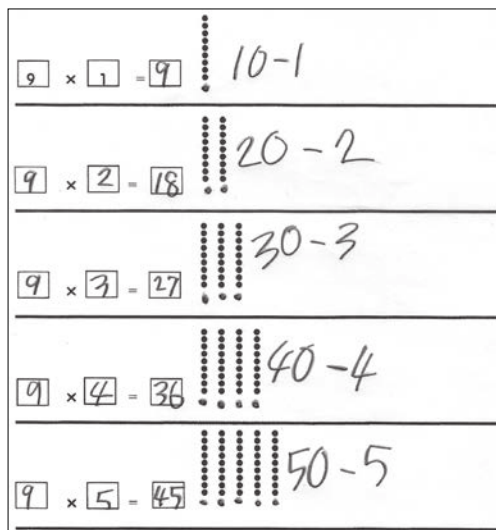 9 × 1 = 9 10-1
9 × 2 = 18 20-2
9 × 3 = 27 30-3
9 × 4 = 36 40-4
9 × 5 = 45 50-5